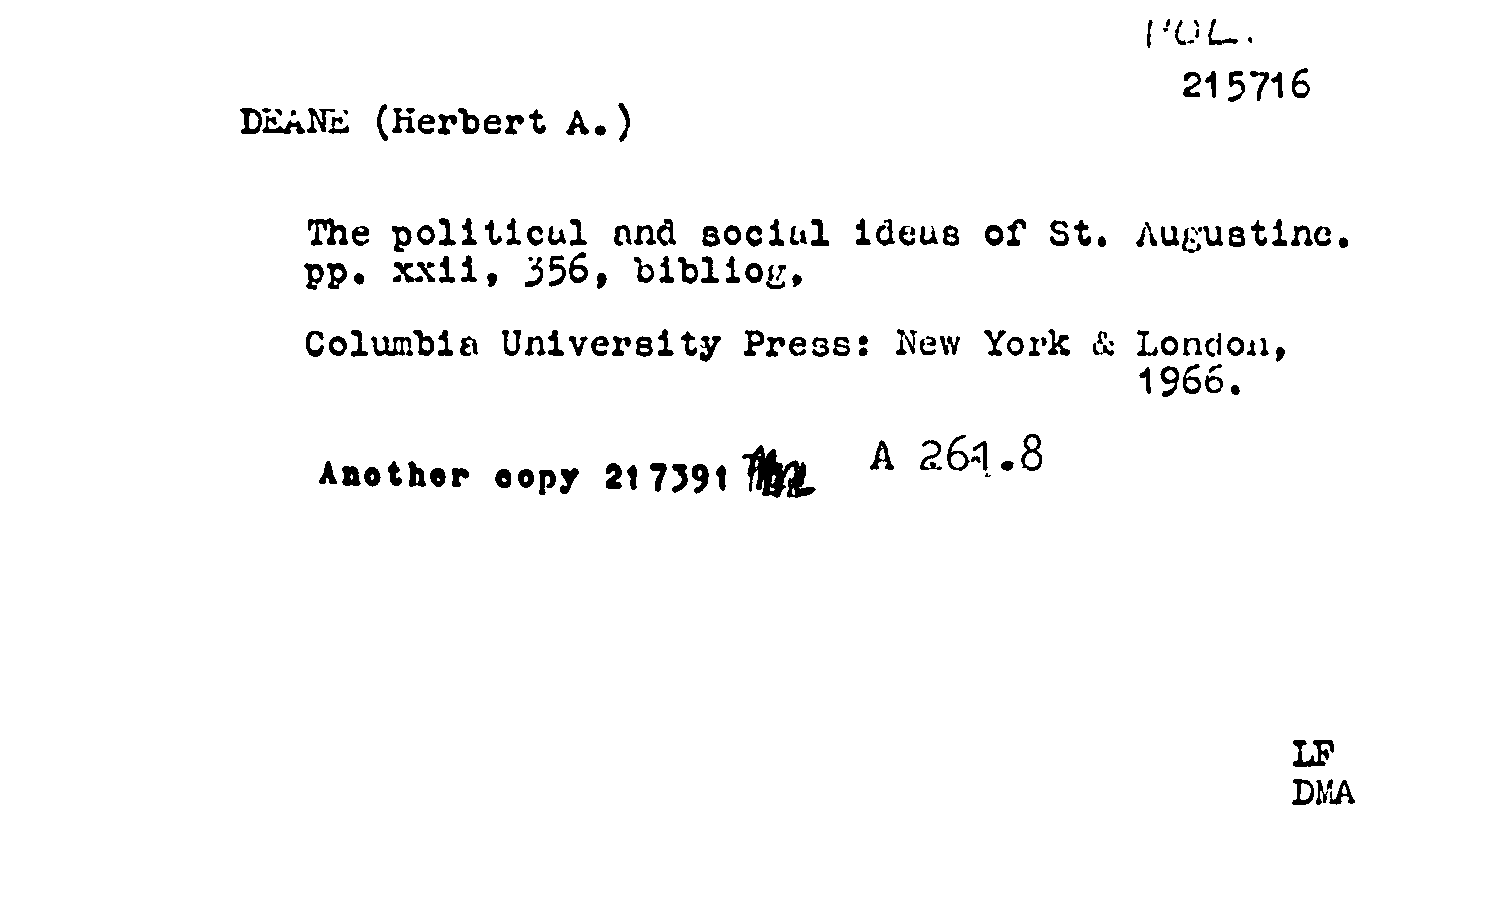 POL.
215716
DEANE (Herbert A.)
The political and social ideas of St. Augustine.
pp. xxii, 356, bibliog.
Columbia University Press: New York & London,
1966.
Another copy 217391 A 261.8
LF
DMA